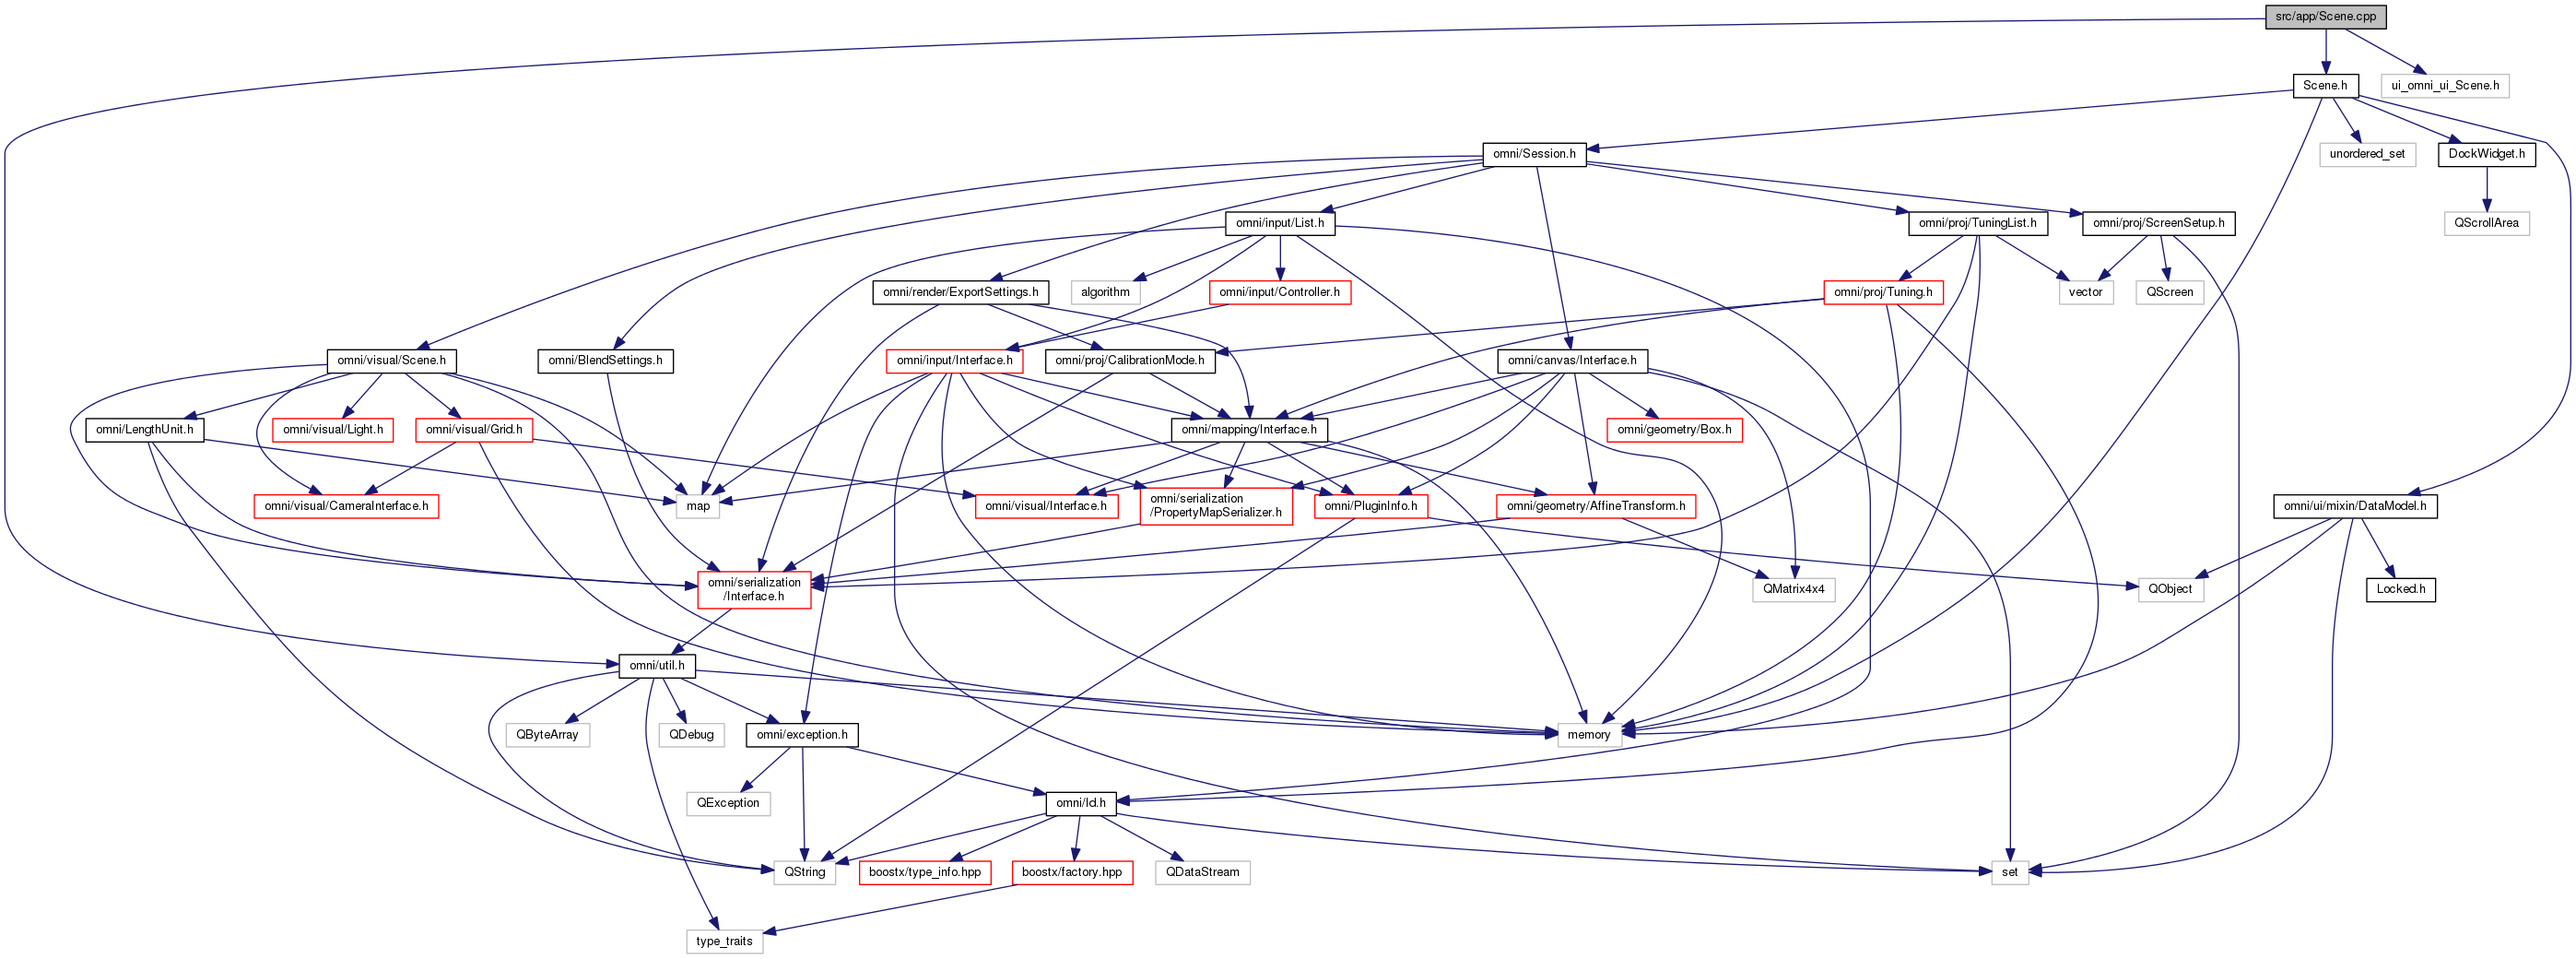 src/app/Scene.cpp
Scene.h
ui_omni_ui_Scene.h
omni/Session.h
unordered_set
DockWidget.h
omni/input/List.h
omni/proj/TuningList.h
omni/proj/ScreenSetup.h
QScrollArea
omni/render/ExportSettings.h
algorithm
omni/input/Controller.h
omni/proj/Tuning.h
vector
QScreen
omni/visual/Scene.h
omni/BlendSettings.h
omni/input/Interface.h
omni/proj/CalibrationMode.h
omni/canvas/Interface.h
omni/LengthUnit.h
omni/visual/Light.h
omni/visual/Grid.h
omni/mapping/Interface.h
omni/geometry/Box.h
omni/visual/CameraInterface.h
map
omni/visual/Interface.h
omni/serialization
/PropertyMapSerializer.h
omni/PluginInfo.h
omni/geometry/AffineTransform.h
omni/ui/mixin/DataModel.h
omni/serialization
/Interface.h
QMatrix4x4
QObject
Locked.h
omni/util.h
QByteArray
QDebug
omni/exception.h
memory
QException
omni/Id.h
QString
boostx/type_info.hpp
boostx/factory.hpp
QDataStream
set
type_traits